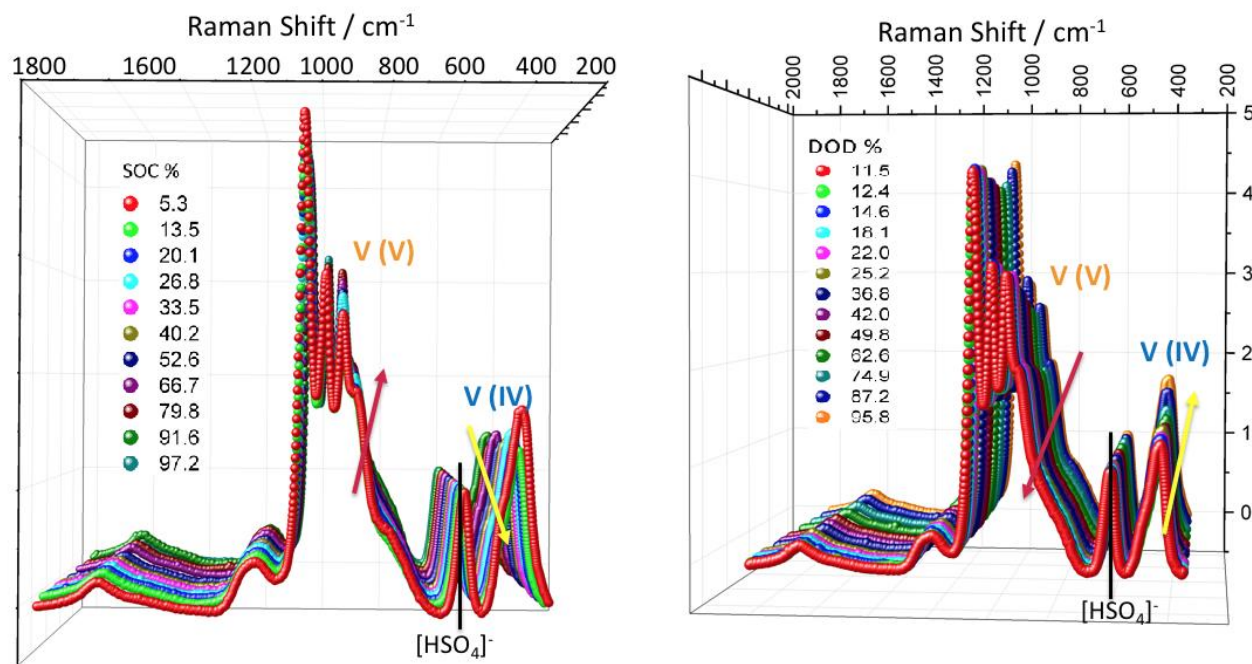 Raman Shift / cm-1
1800 1600 1200 1000 800 600 400 200
SOC %
5.3
13.5
20.1
26.8
33.5
40.2
52.6
66.7
79.8
91.6
97.2
V (V)
V (IV)
[HSO4]-
Raman Shift / cm-1
2000 1800 1600 1400 1200 1000 800 600 400 200
5
4
3
2
1
0
DOD %
11.5
12.4
14.6
18.1
22.0
25.2
36.8
42.0
49.8
62.6
74.9
87.2
95.8
V (V)
V (IV)
[HSO4]-